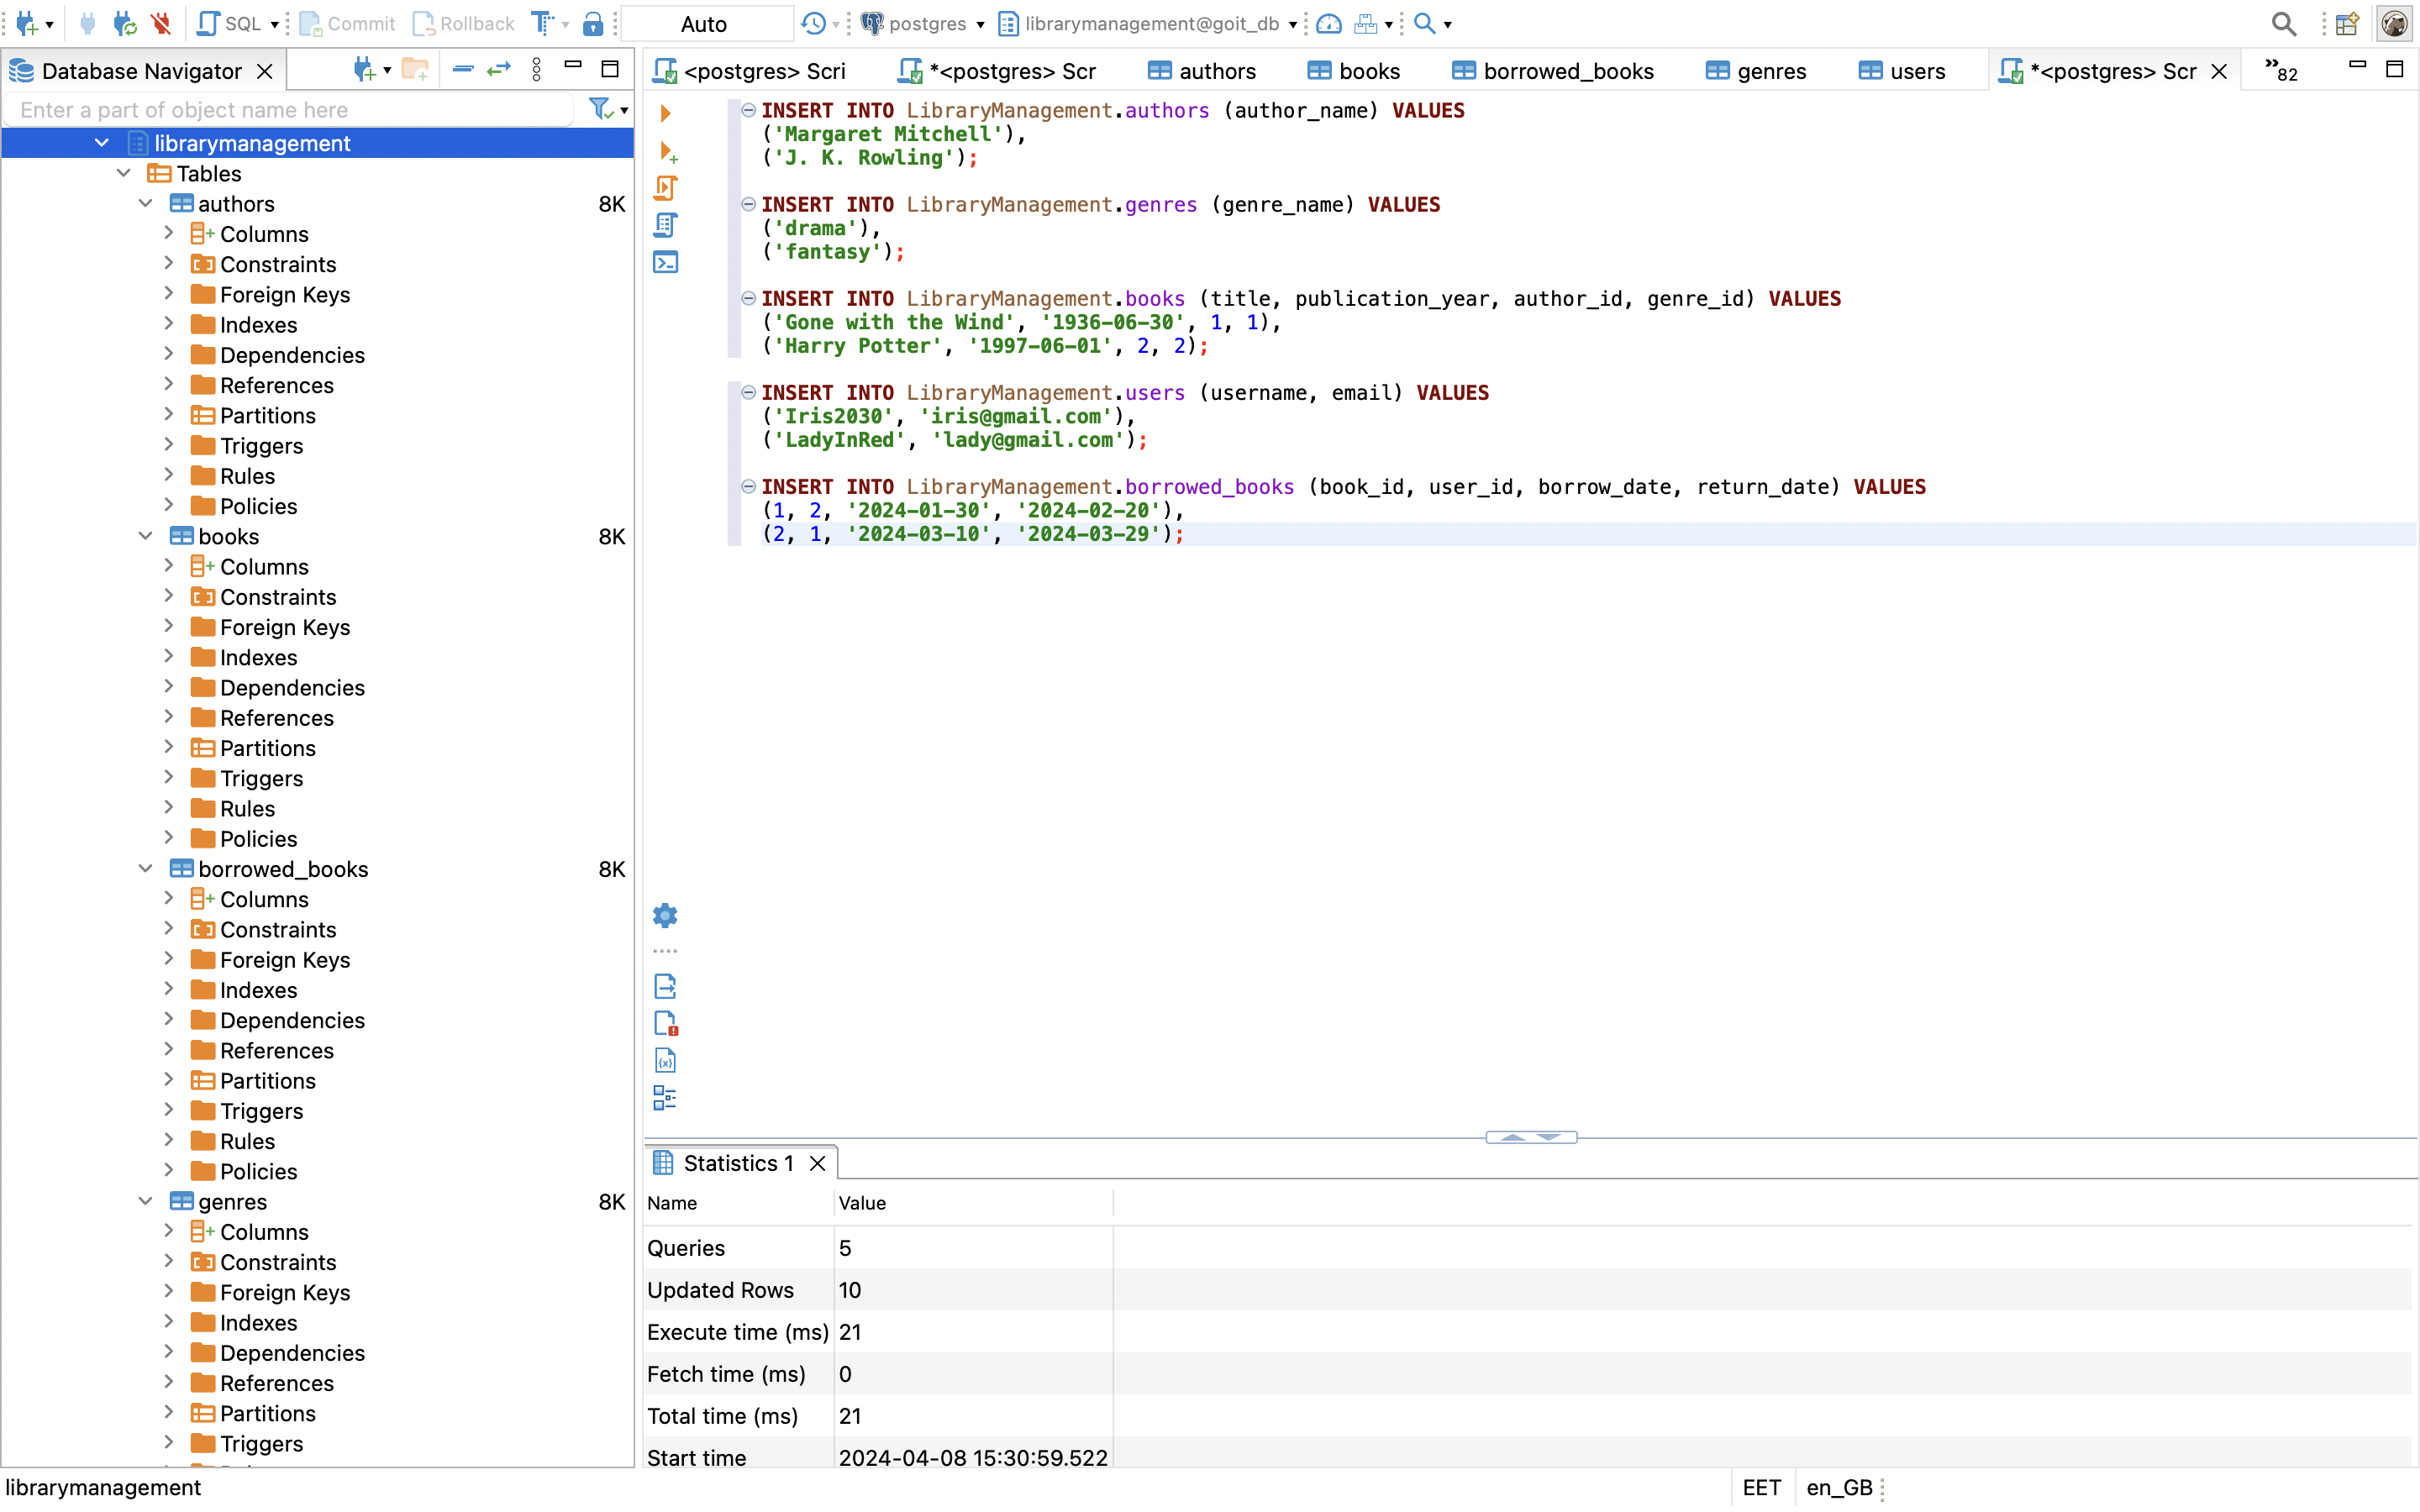 SQL Commit Rollback Auto postgres librarymanagement@goit_db
Database Navigator
<postgres> Scri *<postgres> Scr authors books borrowed_books genres users *<postgres> Scr »82
Enter a part of object name here
librarymanagement
Tables
authors 8K
Columns
Constraints
Foreign Keys
Indexes
Dependencies
References
Partitions
Triggers
Rules
Policies
books 8K
Columns
Constraints
Foreign Keys
Indexes
Dependencies
References
Partitions
Triggers
Rules
Policies
borrowed_books 8K
Columns
Constraints
Foreign Keys
Indexes
Dependencies
References
Partitions
Triggers
Rules
Policies
genres 8K
Columns
Constraints
Foreign Keys
Indexes
Dependencies
References
Partitions
Triggers
INSERT INTO LibraryManagement.authors (author_name) VALUES
('Margaret Mitchell'),
('J. K. Rowling');
INSERT INTO LibraryManagement.genres (genre_name) VALUES
('drama'),
('fantasy');
INSERT INTO LibraryManagement.books (title, publication_year, author_id, genre_id) VALUES
('Gone with the Wind', '1936-06-30', 1, 1),
('Harry Potter', '1997-06-01', 2, 2);
INSERT INTO LibraryManagement.users (username, email) VALUES
('Iris2030', 'iris@gmail.com'),
('LadyInRed', 'lady@gmail.com');
INSERT INTO LibraryManagement.borrowed_books (book_id, user_id, borrow_date, return_date) VALUES
(1, 2, '2024-01-30', '2024-02-20'),
(2, 1, '2024-03-10', '2024-03-29');
Statistics 1
Name Value
Queries 5
Updated Rows 10
Execute time (ms) 21
Fetch time (ms) 0
Total time (ms) 21
Start time 2024-04-08 15:30:59.522
librarymanagement EET en_GB